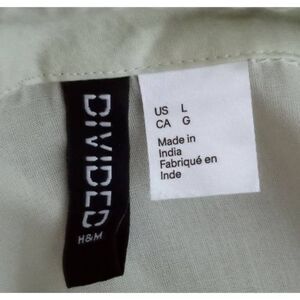 DIVIDED
H&M
US L
CA G
Made in
India
Fabriqué en
Inde